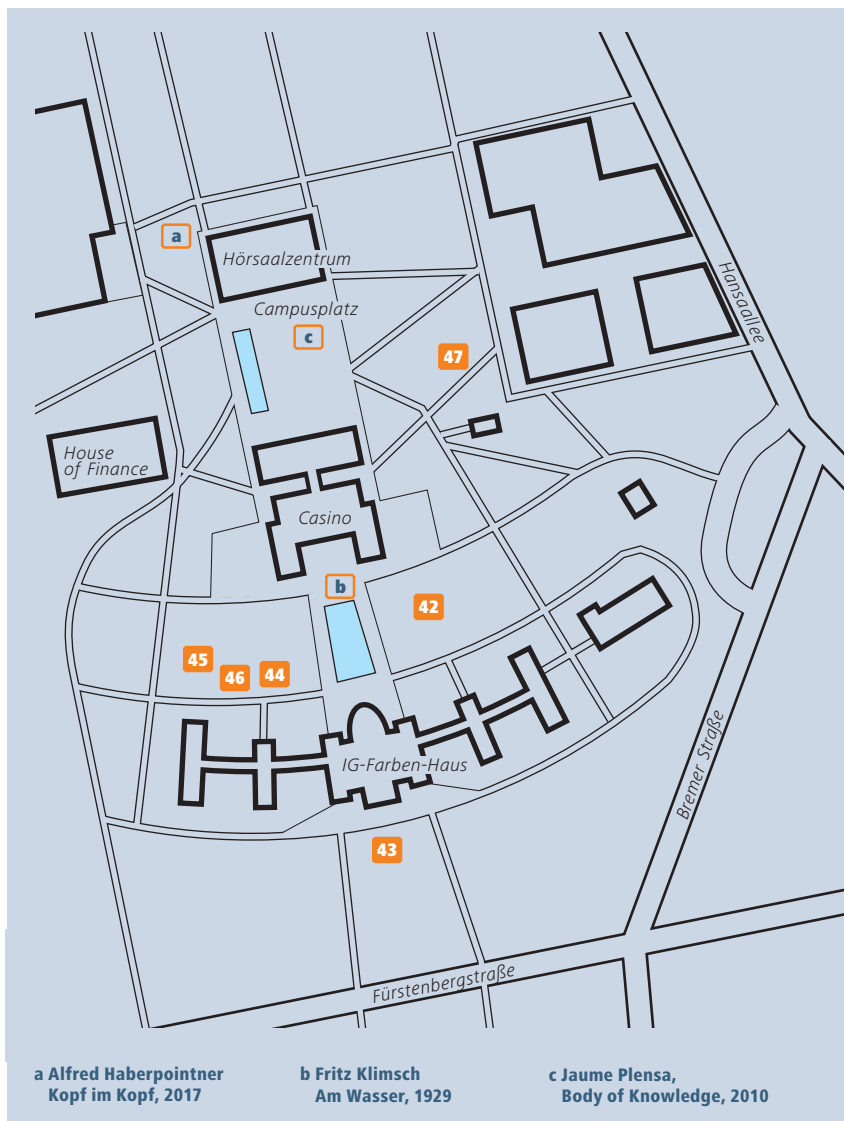 a
Hörsaalzentrum
Hansaallee
Campusplatz
c
47
House
of Finance
Casino
b
42
45
46
44
IG-Farben-Haus
Bremer Straße
43
Fürstenbergstraße
a Alfred Haberpointner
Kopf im Kopf, 2017
b Fritz Klimsch
Am Wasser, 1929
c Jaume Plensa,
Body of Knowledge, 2010